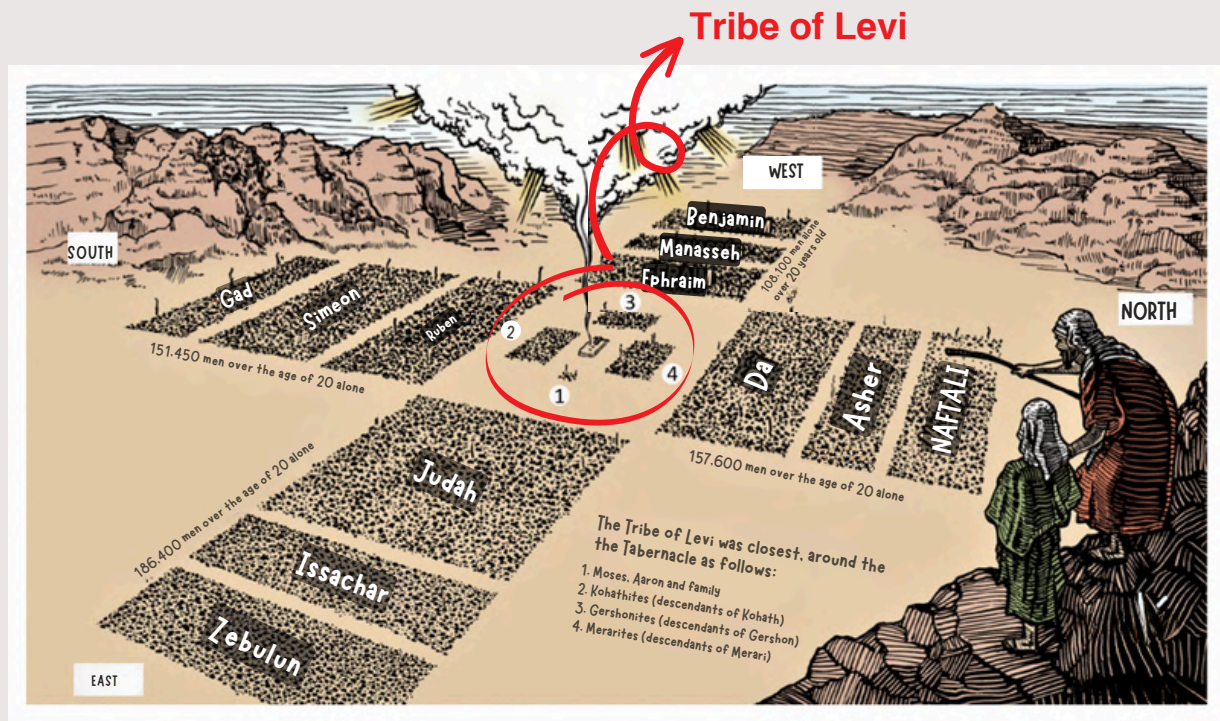 Tribe of Levi
WEST
SOUTH
NORTH
EAST
Benjamin
Manasseh
Ephraim
108.100 men alone
over 20 years old
Gad
Simeon
Ruben
151.450 men over the age of 20 alone
2
3
1
4
Da
Asher
NAFTALI
157.600 men over the age of 20 alone
Judah
Issachar
Zebulun
186.400 men over the age of 20 alone
The Tribe of Levi was closest, around the
the Tabernacle as follows:
1. Moses, Aaron and family
2. Kohathites (descendants of Kohath)
3. Gershonites (descendants of Gershon)
4. Merarites (descendants of Merari)